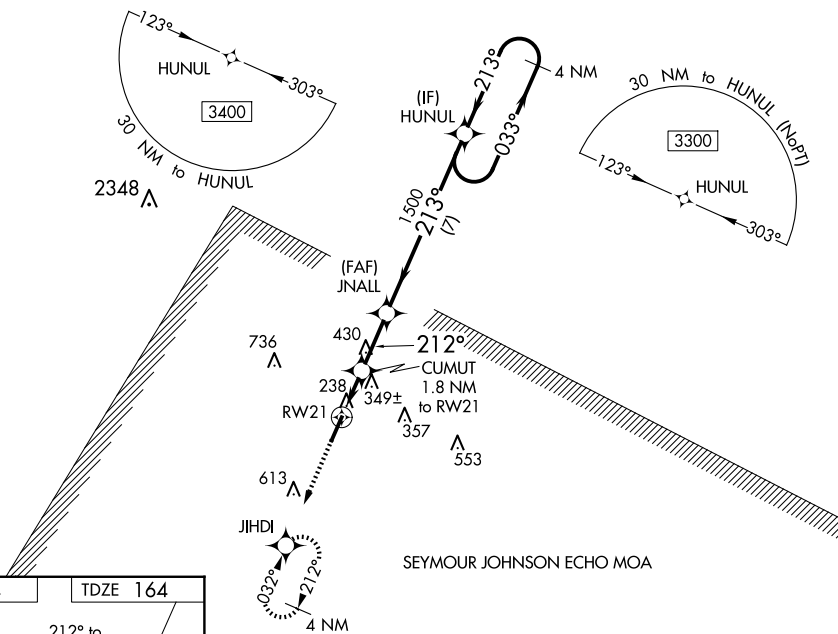 123°
HUNUL
303°
3400
30 NM to HUNUL
2348
213°
4 NM
(IF)
HUNUL
033°
30 NM to HUNUL (NoPT)
3300
123°
HUNUL
303°
1500
213°
(7)
(FAF)
JNALL
736
430
212°
CUMUT
1.8 NM
to RW21
238
349±
RW21
357
553
613
JIHDI
SEYMOUR JOHNSON ECHO MOA
032°
212°
4 NM
TDZE 164
212° to